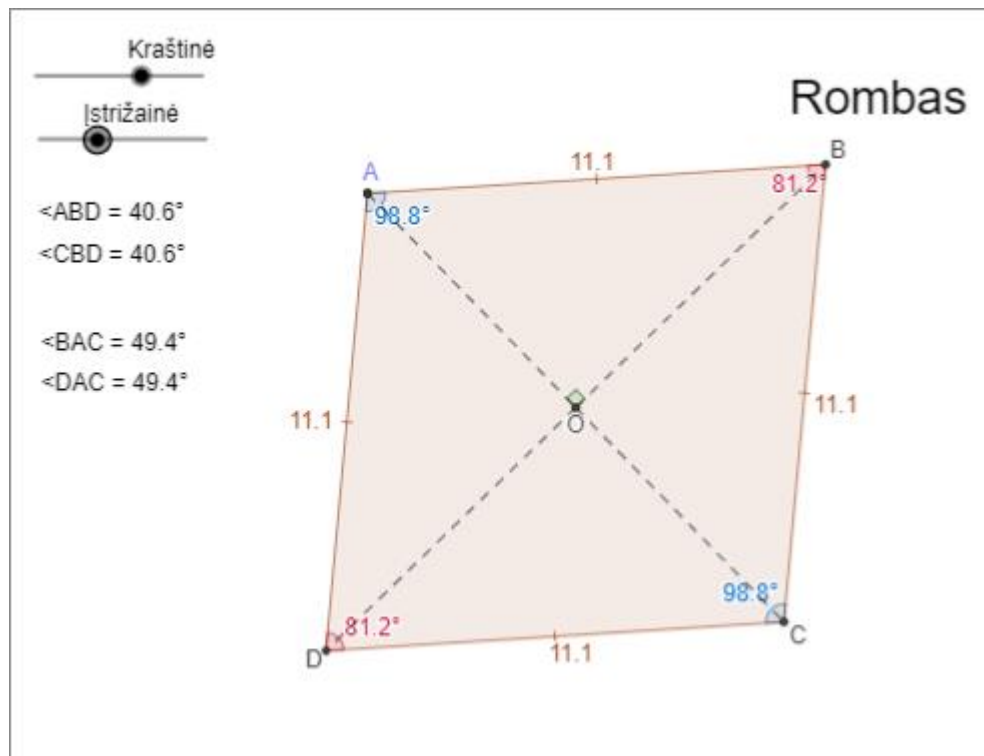 Kraštinė
Įstrižainė
Rombas
<ABD = 40.6°
<CBD = 40.6°
<BAC = 49.4°
<DAC = 49.4°
A
11.1
B
98.8°
81.2°
11.1
O
11.1
D
81.2°
11.1
98.8°
C